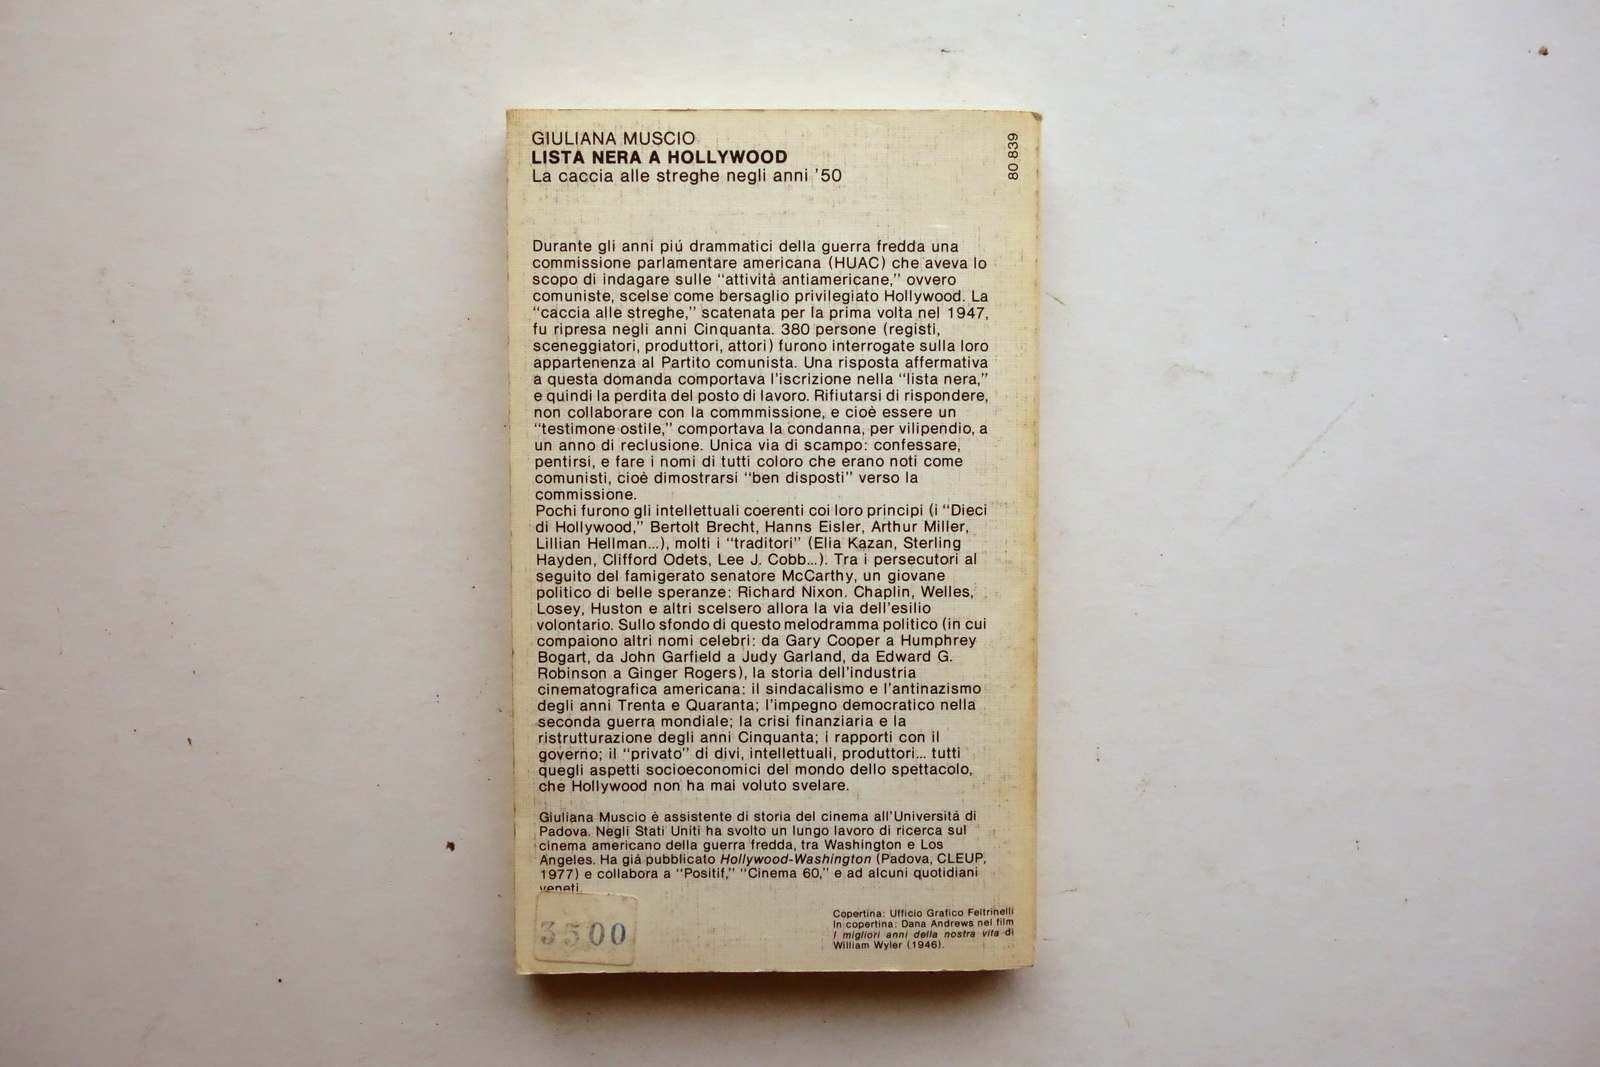 GIULIANA MUSCIO
LISTA NERA A HOLLYWOOD
La caccia alle streghe negli anni '50
80 839
Durante gli anni piú drammatici della guerra fredda una
commissione parlamentare americana (HUAC) che aveva lo
scopo di indagare sulle “attività antiamericane,” ovvero
comuniste, scelse come bersaglio privilegiato Hollywood. La
“caccia alle streghe,” scatenata per la prima volta nel 1947,
fu ripresa negli anni Cinquanta. 380 persone (registi,
sceneggiatori, produttori, attori) furono interrogate sulla loro
appartenenza al Partito comunista. Una risposta affermativa
a questa domanda comportava l'iscrizione nella “lista nera,”
e quindi la perdita del posto di lavoro. Rifiutarsi di rispondere,
non collaborare con la commmissione, e cioè essere un
“testimone ostile,” comportava la condanna, per vilipendio, a
un anno di reclusione. Unica via di scampo: confessare,
pentirsi, e fare i nomi di tutti coloro che erano noti come
comunisti, cioè dimostrarsi “ben disposti” verso la
commissione.
Pochi furono gli intellettuali coerenti coi loro principi (i “Dieci
di Hollywood,” Bertolt Brecht, Hanns Eisler, Arthur Miller,
Lillian Hellman...), molti i “traditori” (Elia Kazan, Sterling
Hayden, Clifford Odets, Lee J. Cobb...). Tra i persecutori al
seguito del famigerato senatore McCarthy, un giovane
politico di belle speranze: Richard Nixon. Chaplin, Welles,
Losey, Huston e altri scelsero allora la via dell'esilio
volontario. Sullo sfondo di questo melodramma politico (in cui
compaiono altri nomi celebri: da Gary Cooper a Humphrey
Bogart, da John Garfield a Judy Garland, da Edward G.
Robinson a Ginger Rogers), la storia dell'industria
cinematografica americana: il sindacalismo e l'antinazismo
degli anni Trenta e Quaranta; l'impegno democratico nella
seconda guerra mondiale; la crisi finanziaria e la
ristrutturazione degli anni Cinquanta; i rapporti con il
governo; il “privato” di divi, intellettuali, produttori... tutti
quegli aspetti socioeconomici del mondo dello spettacolo,
che Hollywood non ha mai voluto svelare.
Giuliana Muscio è assistente di storia del cinema all'Università di
Padova. Negli Stati Uniti ha svolto un lungo lavoro di ricerca sul
cinema americano della guerra fredda, tra Washington e Los
Angeles. Ha già pubblicato Hollywood-Washington (Padova, CLEUP,
1977) e collabora a “Positif,” “Cinema 60,” e ad alcuni quotidiani
veneti
3500
Copertina: Ufficio Grafico Feltrinelli
In copertina: Dana Andrews nel film
I migliori anni della nostra vita di
William Wyler (1946).